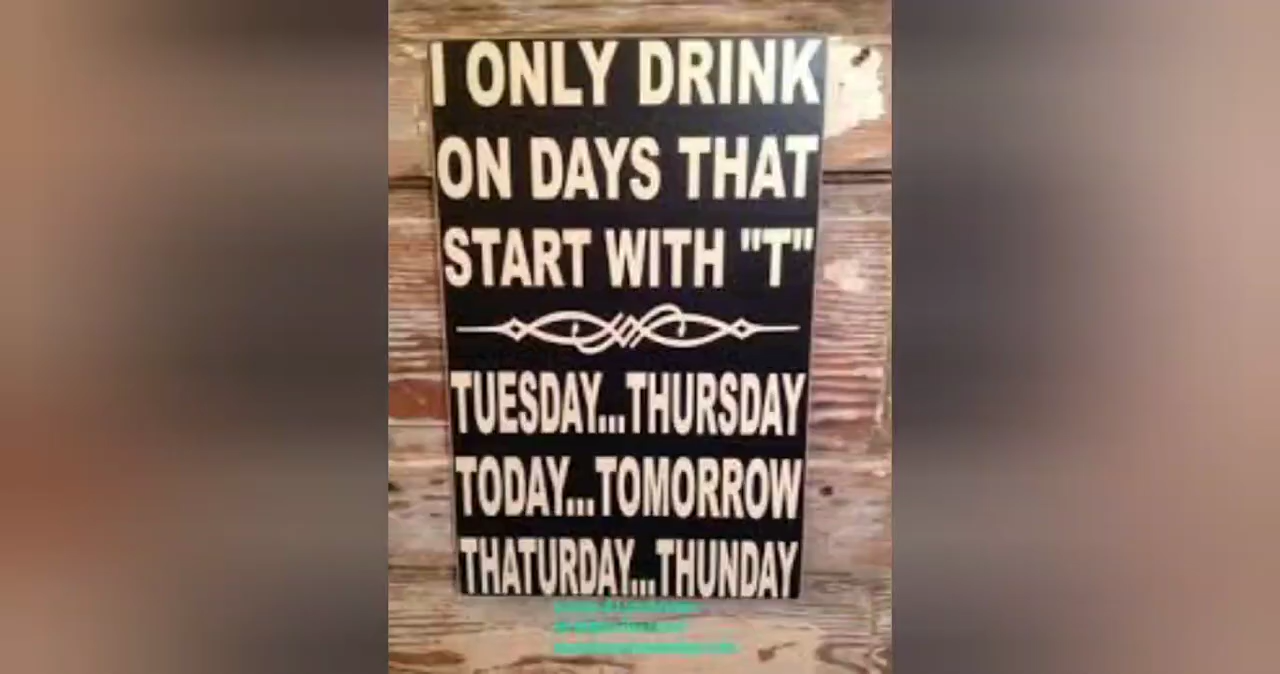 I ONLY DRINK
ON DAYS THAT
START WITH "T"
TUESDAY...THURSDAY
TODAY...TOMORROW
THATURDAY...THUNDAY